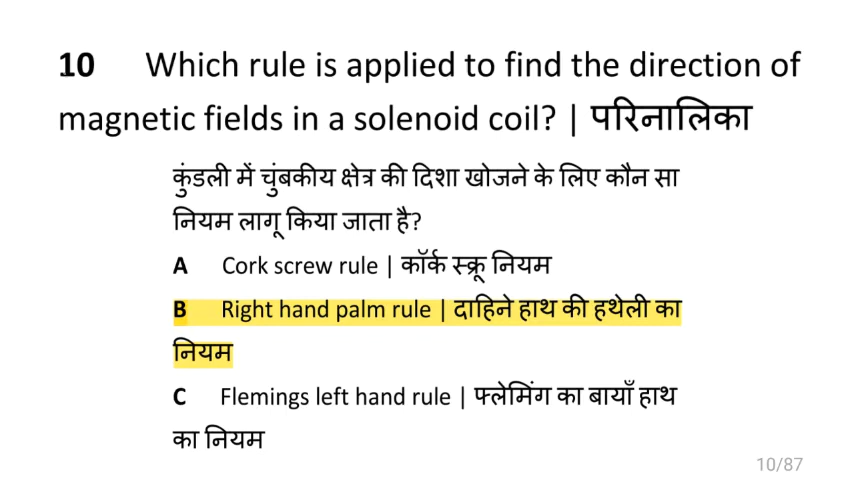 10 Which rule is applied to find the direction of
magnetic fields in a solenoid coil? | परिनालिका
कुंडली में चुंबकीय क्षेत्र की दिशा खोजने के लिए कौन सा
नियम लागू किया जाता है?
A Cork screw rule | कॉर्क स्क्रू नियम
B Right hand palm rule | दाहिने हाथ की हथेली का
नियम
C Flemings left hand rule | फ्लेमिंग का बायाँ हाथ
का नियम
10/87